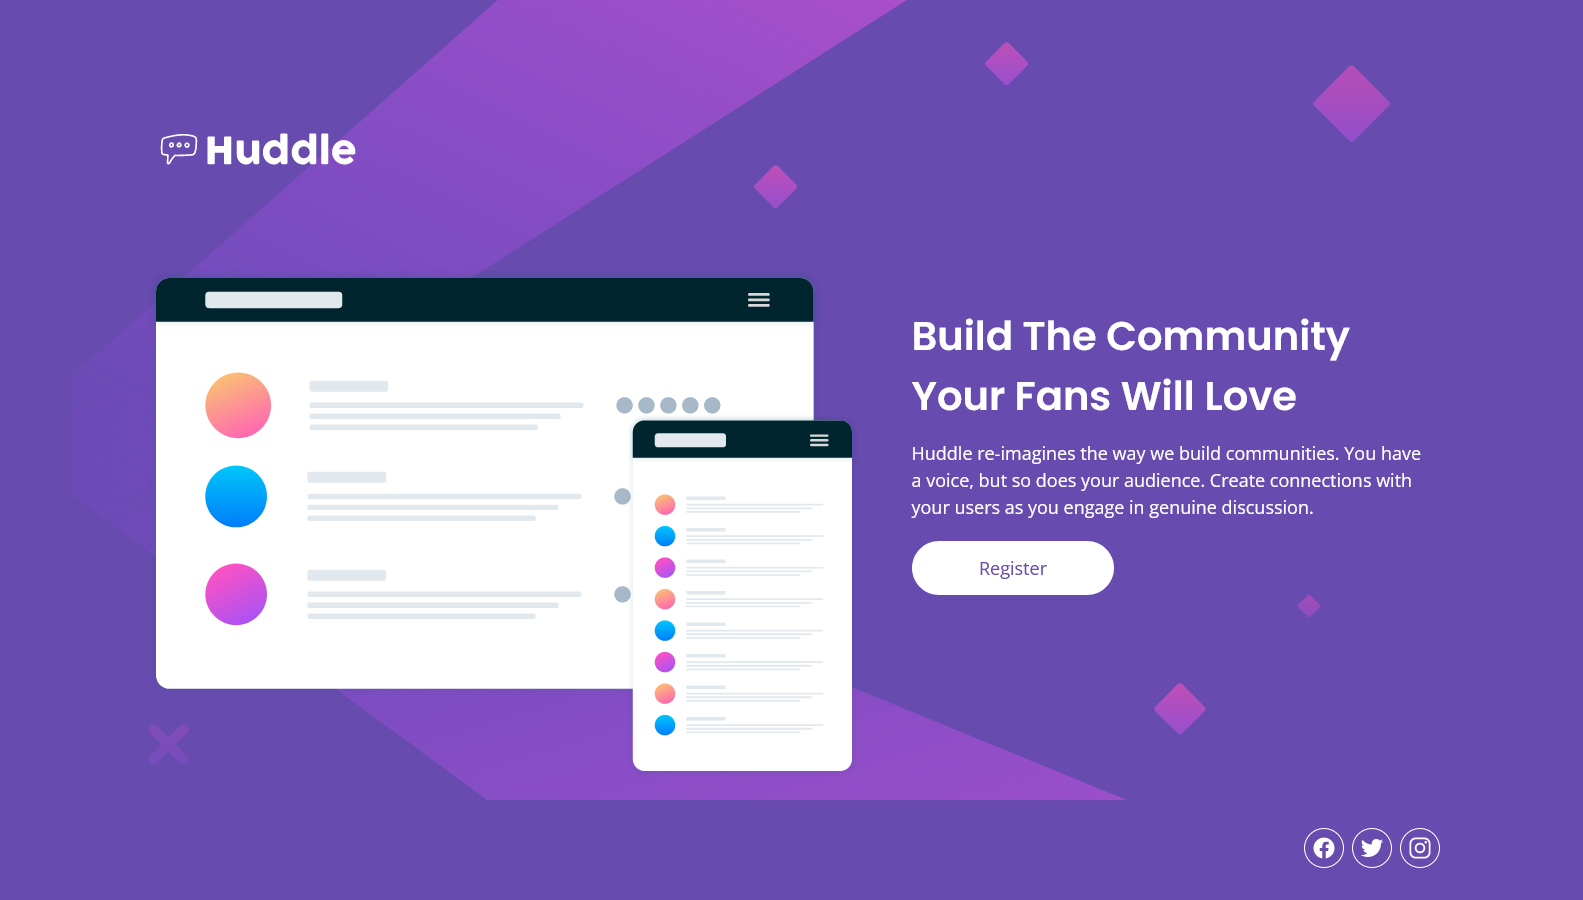 Huddle
Build The Community
Your Fans Will Love
Huddle re-imagines the way we build communities. You have
a voice, but so does your audience. Create connections with
your users as you engage in genuine discussion.
Register